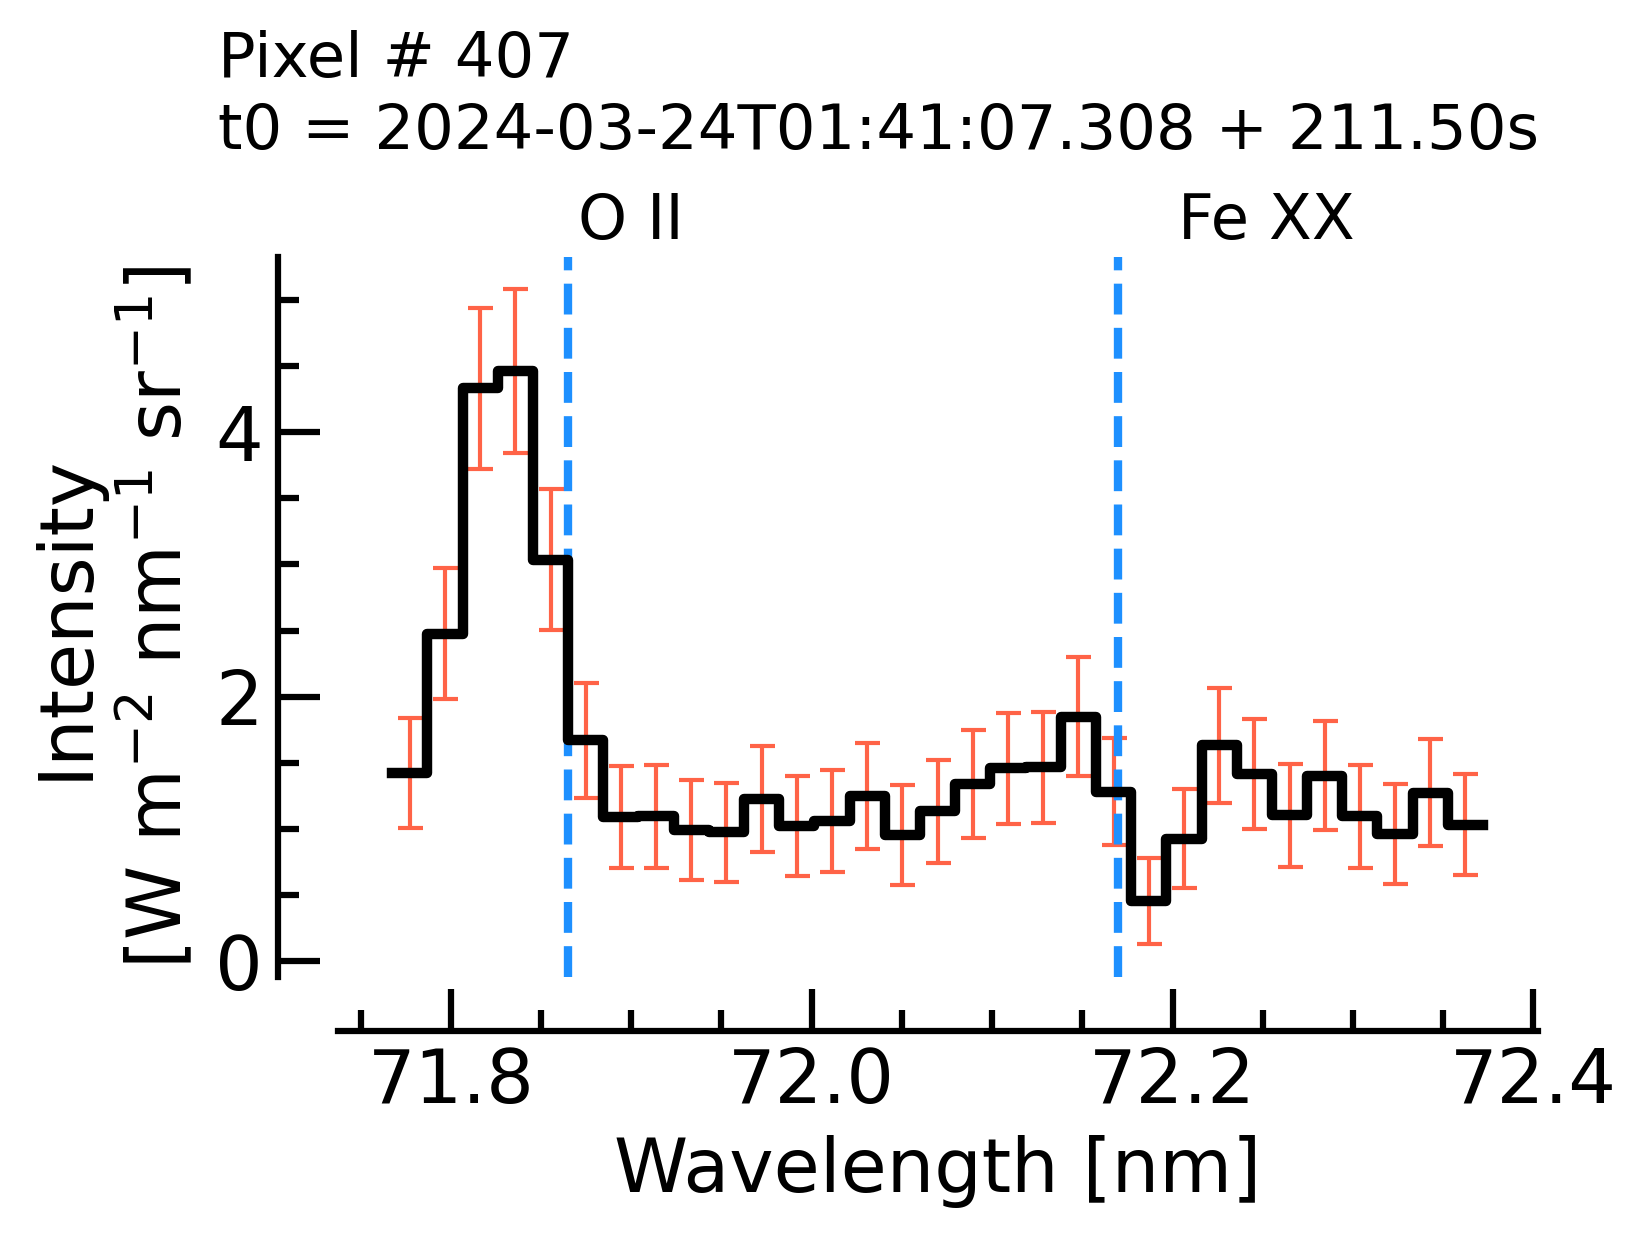 Pixel # 407
t0 = 2024-03-24T01:41:07.308 + 211.50s
O II Fe XX
Intensity
[W m⁻² nm⁻¹ sr⁻¹]
4
2
0
71.8 72.0 72.2 72.4
Wavelength [nm]